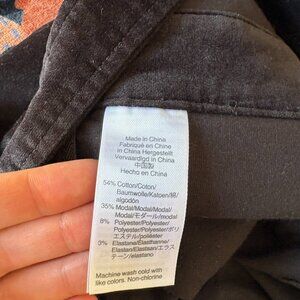 Made in China
Fabriqué en Chine
in China Hergestellt
Vervaardigd in China
中国製
Hecho en China
54% Cotton/Coton/
Baumwolle/Katoen/綿/
algodón
35% Modal/Modal/Modal/
Modal/モダール/modal
8% Polyester/Polyester/
Polyester/Polyester/ポリ
エステル/poliéster
3% Elastane/Élasthanne/
Elastan/Elastaan/エラス
テーン/elastano
Machine wash cold with
like colors. Non-chlorine